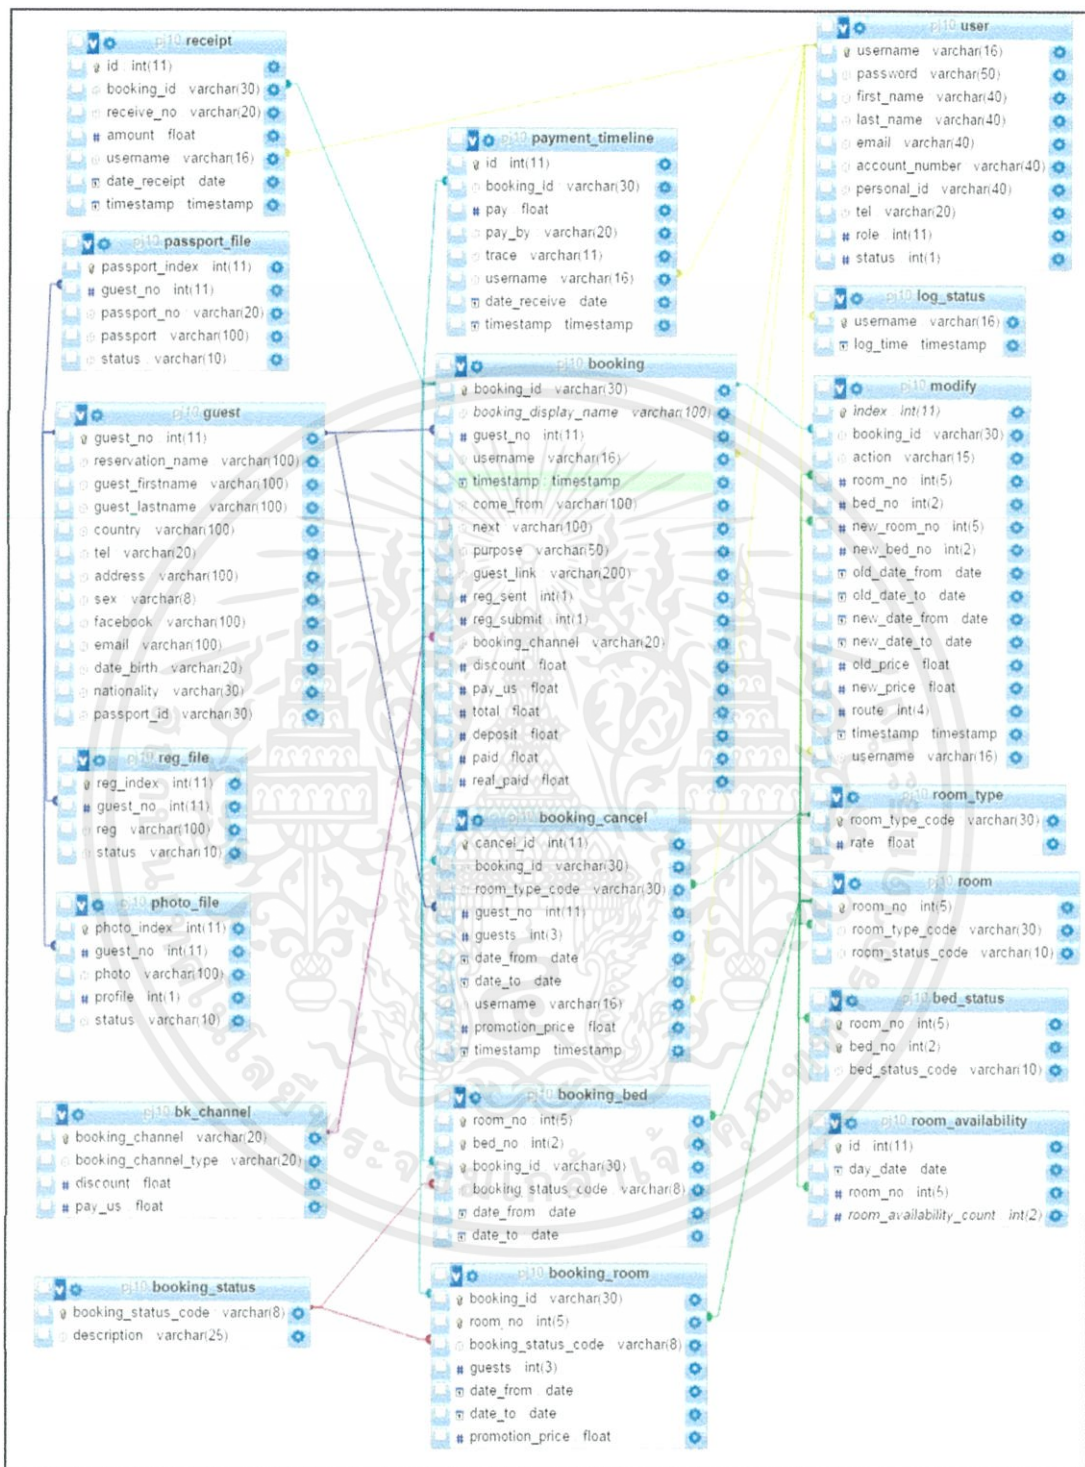 pj10 receipt
id int(11)
booking_id varchar(30)
receive_no varchar(20)
amount float
username varchar(16)
date_receipt date
timestamp timestamp
pj10 passport_file
passport_index int(11)
guest_no int(11)
passport_no varchar(20)
passport varchar(100)
status varchar(10)
pj10 guest
guest_no int(11)
reservation_name varchar(100)
guest_firstname varchar(100)
guest_lastname varchar(100)
country varchar(100)
tel varchar(20)
address varchar(100)
sex varchar(8)
facebook varchar(100)
email varchar(100)
date_birth varchar(20)
nationality varchar(30)
passport_id varchar(30)
pj10 reg_file
reg_index int(11)
guest_no int(11)
reg varchar(100)
status varchar(10)
pj10 photo_file
photo_index int(11)
guest_no int(11)
photo varchar(100)
profile int(1)
status varchar(10)
pj10 bk_channel
booking_channel varchar(20)
booking_channel_type varchar(20)
discount float
pay_us float
pj10 booking_status
booking_status_code varchar(8)
description varchar(25)
pj10 payment_timeline
id int(11)
booking_id varchar(30)
pay float
pay_by varchar(20)
trace varchar(11)
username varchar(16)
date_receive date
timestamp timestamp
pj10 booking
booking_id varchar(30)
booking_display_name varchar(100)
guest_no int(11)
username varchar(16)
timestamp timestamp
come_from varchar(100)
next varchar(100)
purpose varchar(50)
guest_link varchar(200)
reg_sent int(1)
reg_submit int(1)
booking_channel varchar(20)
discount float
pay_us float
total float
deposit float
paid float
real_paid float
pj10 booking_cancel
cancel_id int(11)
booking_id varchar(30)
room_type_code varchar(30)
guest_no int(11)
guests int(3)
date_from date
date_to date
username varchar(16)
promotion_price float
timestamp timestamp
pj10 booking_bed
room_no int(5)
bed_no int(2)
booking_id varchar(30)
booking_status_code varchar(8)
date_from date
date_to date
pj10 booking_room
booking_id varchar(30)
room_no int(5)
booking_status_code varchar(8)
guests int(3)
date_from date
date_to date
promotion_price float
pj10 user
username varchar(16)
password varchar(50)
first_name varchar(40)
last_name varchar(40)
email varchar(40)
account_number varchar(40)
personal_id varchar(40)
tel varchar(20)
role int(11)
status int(1)
pj10 log_status
username varchar(16)
log_time timestamp
pj10 modify
index int(11)
booking_id varchar(30)
action varchar(15)
room_no int(5)
bed_no int(2)
new_room_no int(5)
new_bed_no int(2)
old_date_from date
old_date_to date
new_date_from date
new_date_to date
old_price float
new_price float
route int(4)
timestamp timestamp
username varchar(16)
pj10 room_type
room_type_code varchar(30)
rate float
pj10 room
room_no int(5)
room_type_code varchar(30)
room_status_code varchar(10)
pj10 bed_status
room_no int(5)
bed_no int(2)
bed_status_code varchar(10)
pj10 room_availability
id int(11)
day_date date
room_no int(5)
room_availability_count int(2)